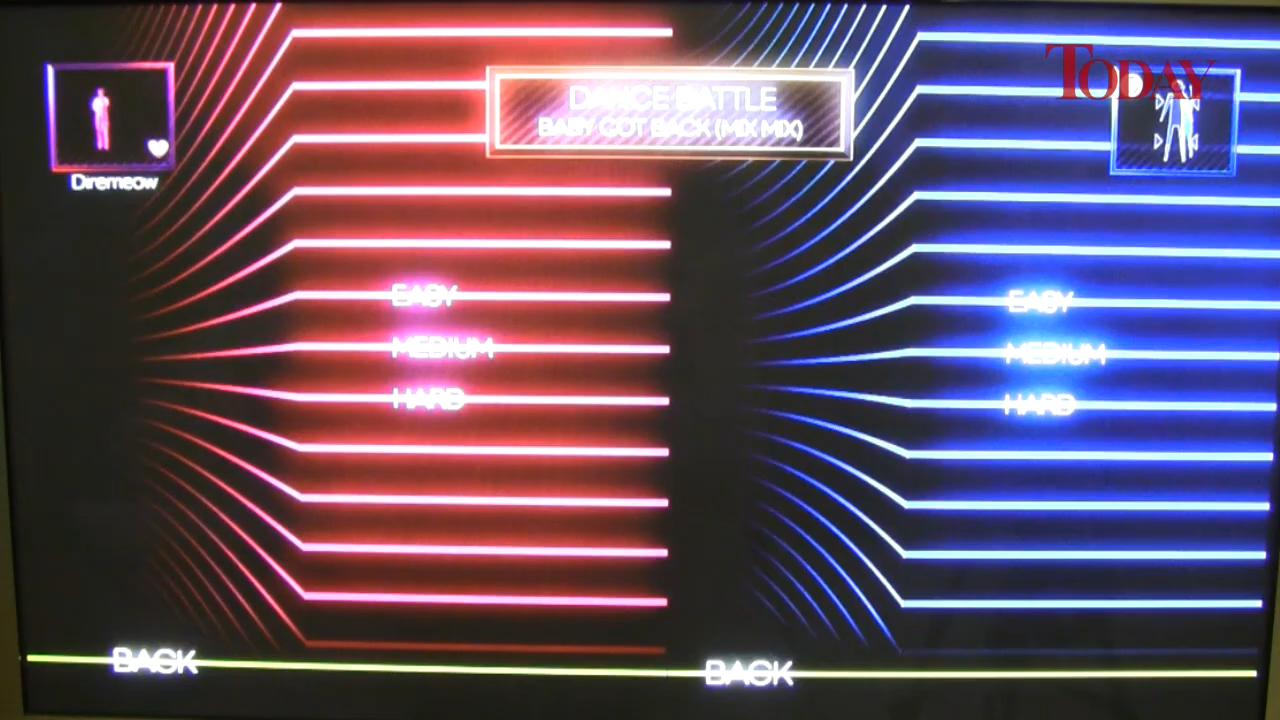 TODAY
DANCE BATTLE
BABY GOT BACK (MIX MIX)
Diremeow
EASY
MEDIUM
HARD
EASY
MEDIUM
HARD
BACK
BACK